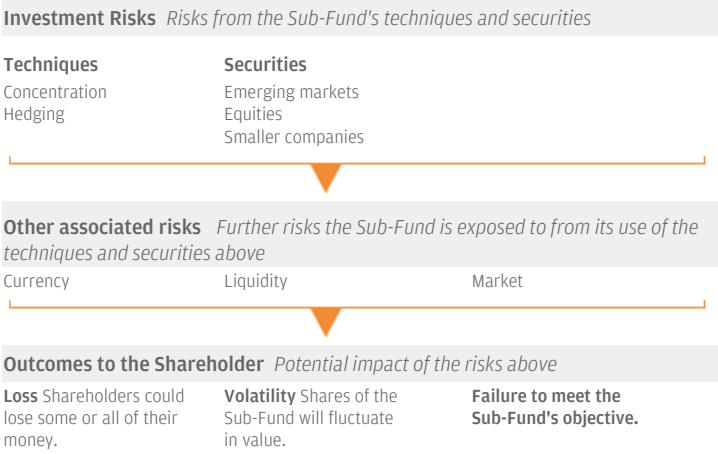 Investment Risks Risks from the Sub-Fund's techniques and securities
Techniques
Concentration
Hedging
Securities
Emerging markets
Equities
Smaller companies
Other associated risks Further risks the Sub-Fund is exposed to from its use of the
techniques and securities above
Currency
Liquidity
Market
Outcomes to the Shareholder Potential impact of the risks above
Loss Shareholders could
lose some or all of their
money.
Volatility Shares of the
Sub-Fund will fluctuate
in value.
Failure to meet the
Sub-Fund's objective.